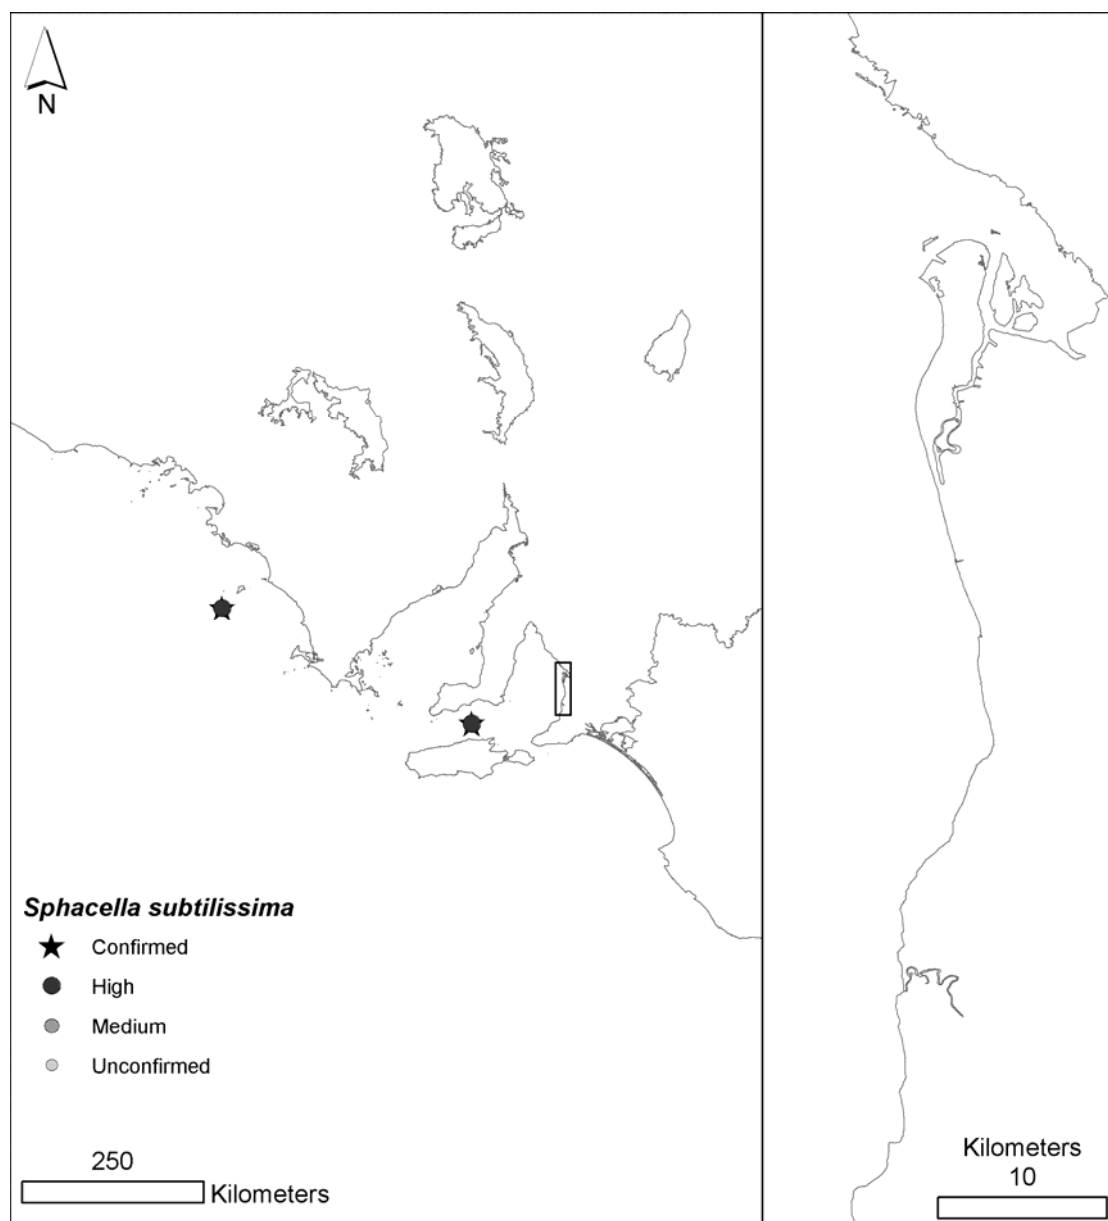 N
Sphacella subtilissima
Confirmed
High
Medium
Unconfirmed
250
Kilometers
Kilometers
10